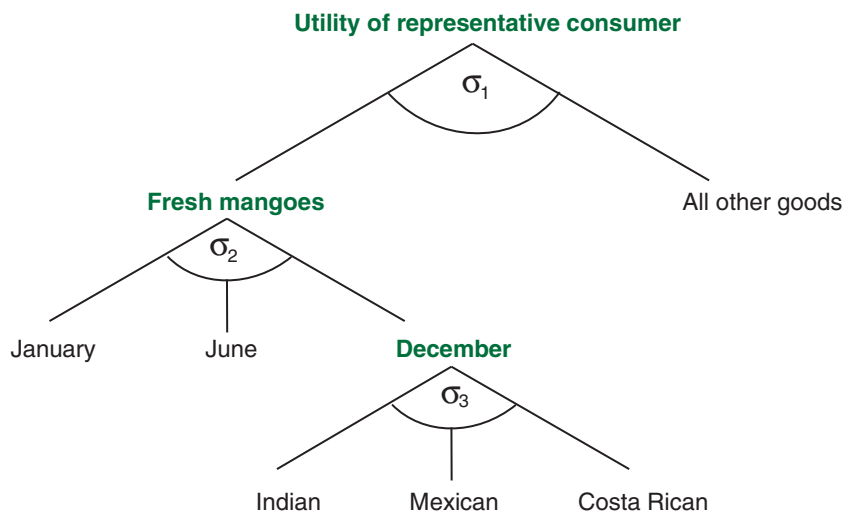 Utility of representative consumer
σ1
Fresh mangoes
All other goods
σ2
January
June
December
σ3
Indian
Mexican
Costa Rican